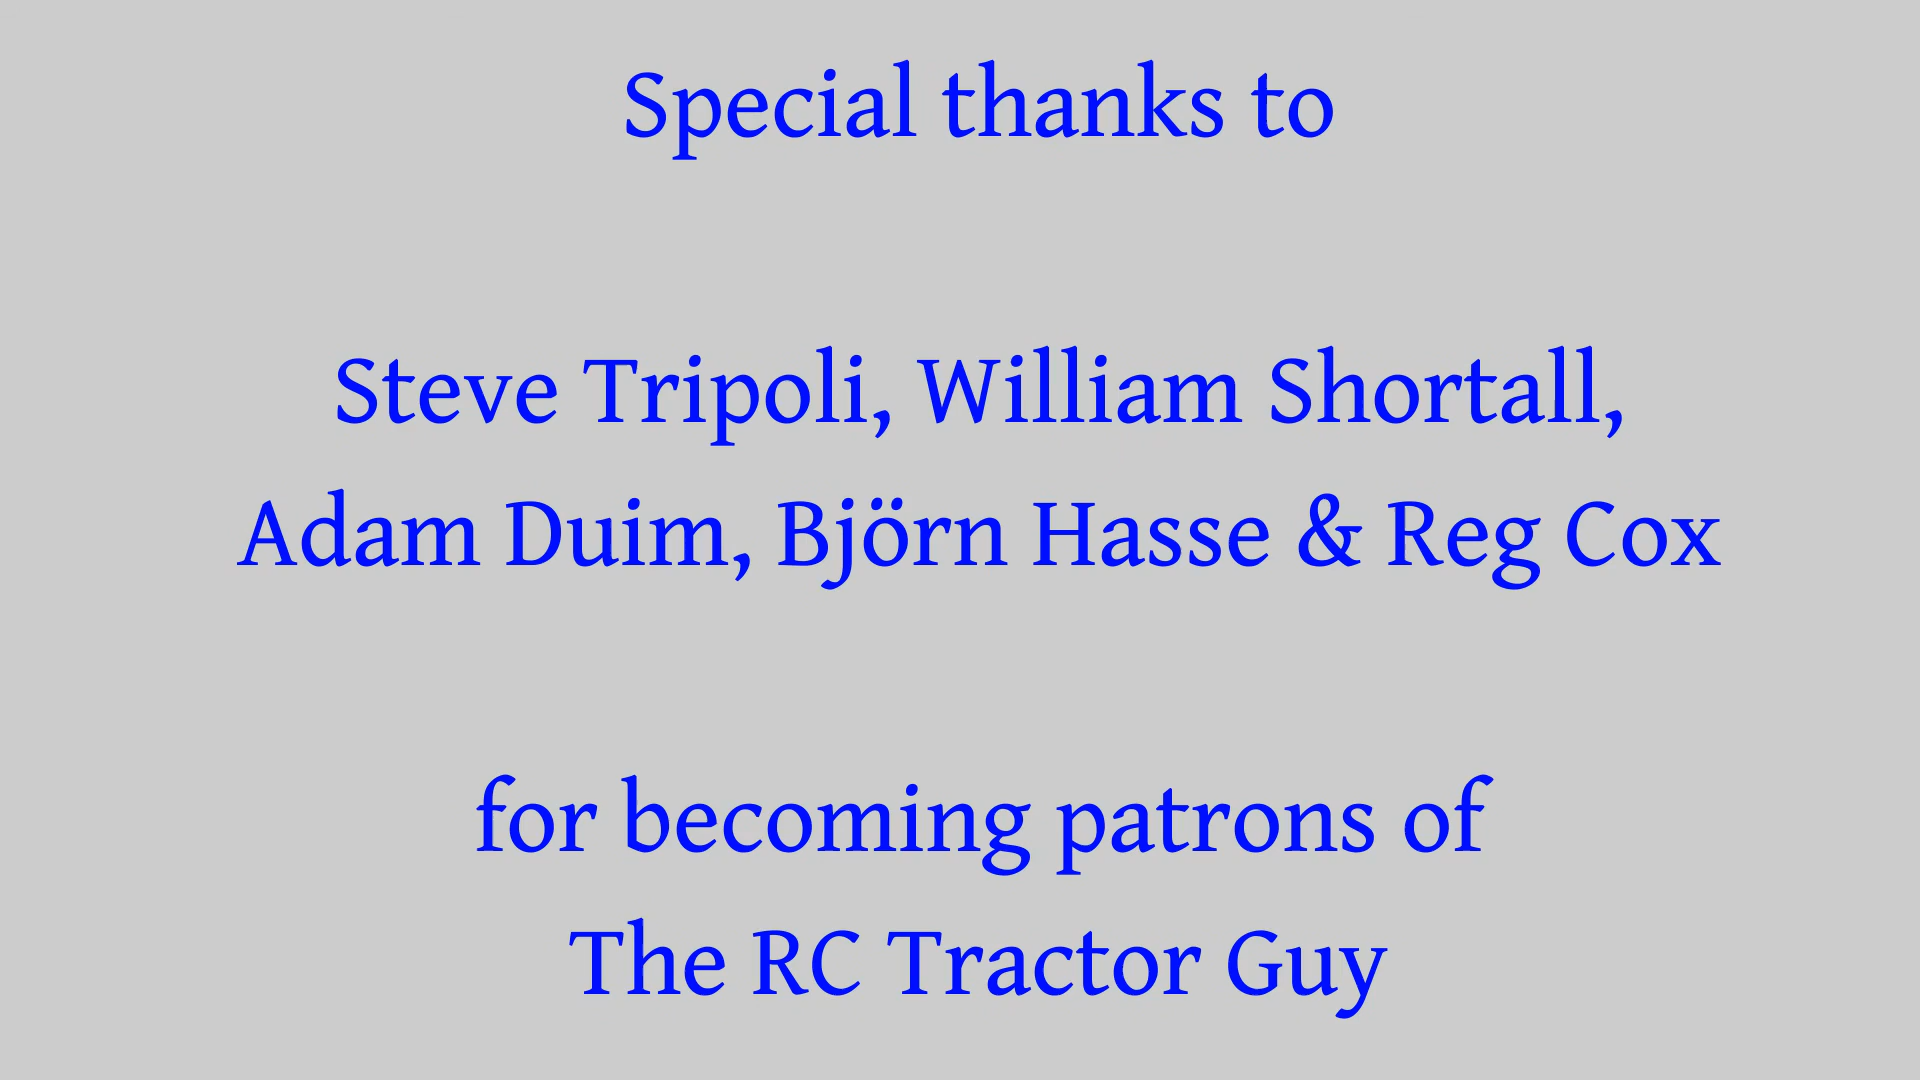 Special thanks to
Steve Tripoli, William Shortall,
Adam Duim, Björn Hasse & Reg Cox
for becoming patrons of
The RC Tractor Guy